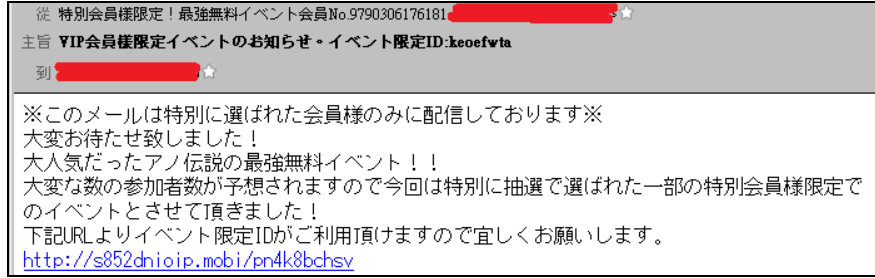 從 特別会員様限定！最強無料イベント会員No.9790306176181
主旨 VIP会員様限定イベントのお知らせ。イベント限定ID:keoefwta
到
※このメールは特別に選ばれた会員様のみに配信しております※
大変お待たせ致しました！
大人気だったアノ伝説の最強無料イベント！！
大変な数の参加者数が予想されますので今回は特別に抽選で選ばれた一部の特別会員様限定で
のイベントとさせて頂きました！
下記URLよりイベント限定IDがご利用頂けますので宜しくお願いします。
http://s852dnioip.mobi/pn4k8bchsv